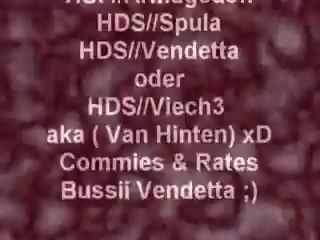 HDS//Spula
HDS//Vendetta
oder
HDS//Viech3
aka ( Van Hinten) xD
Commies & Rates
Bussii Vendetta ;)